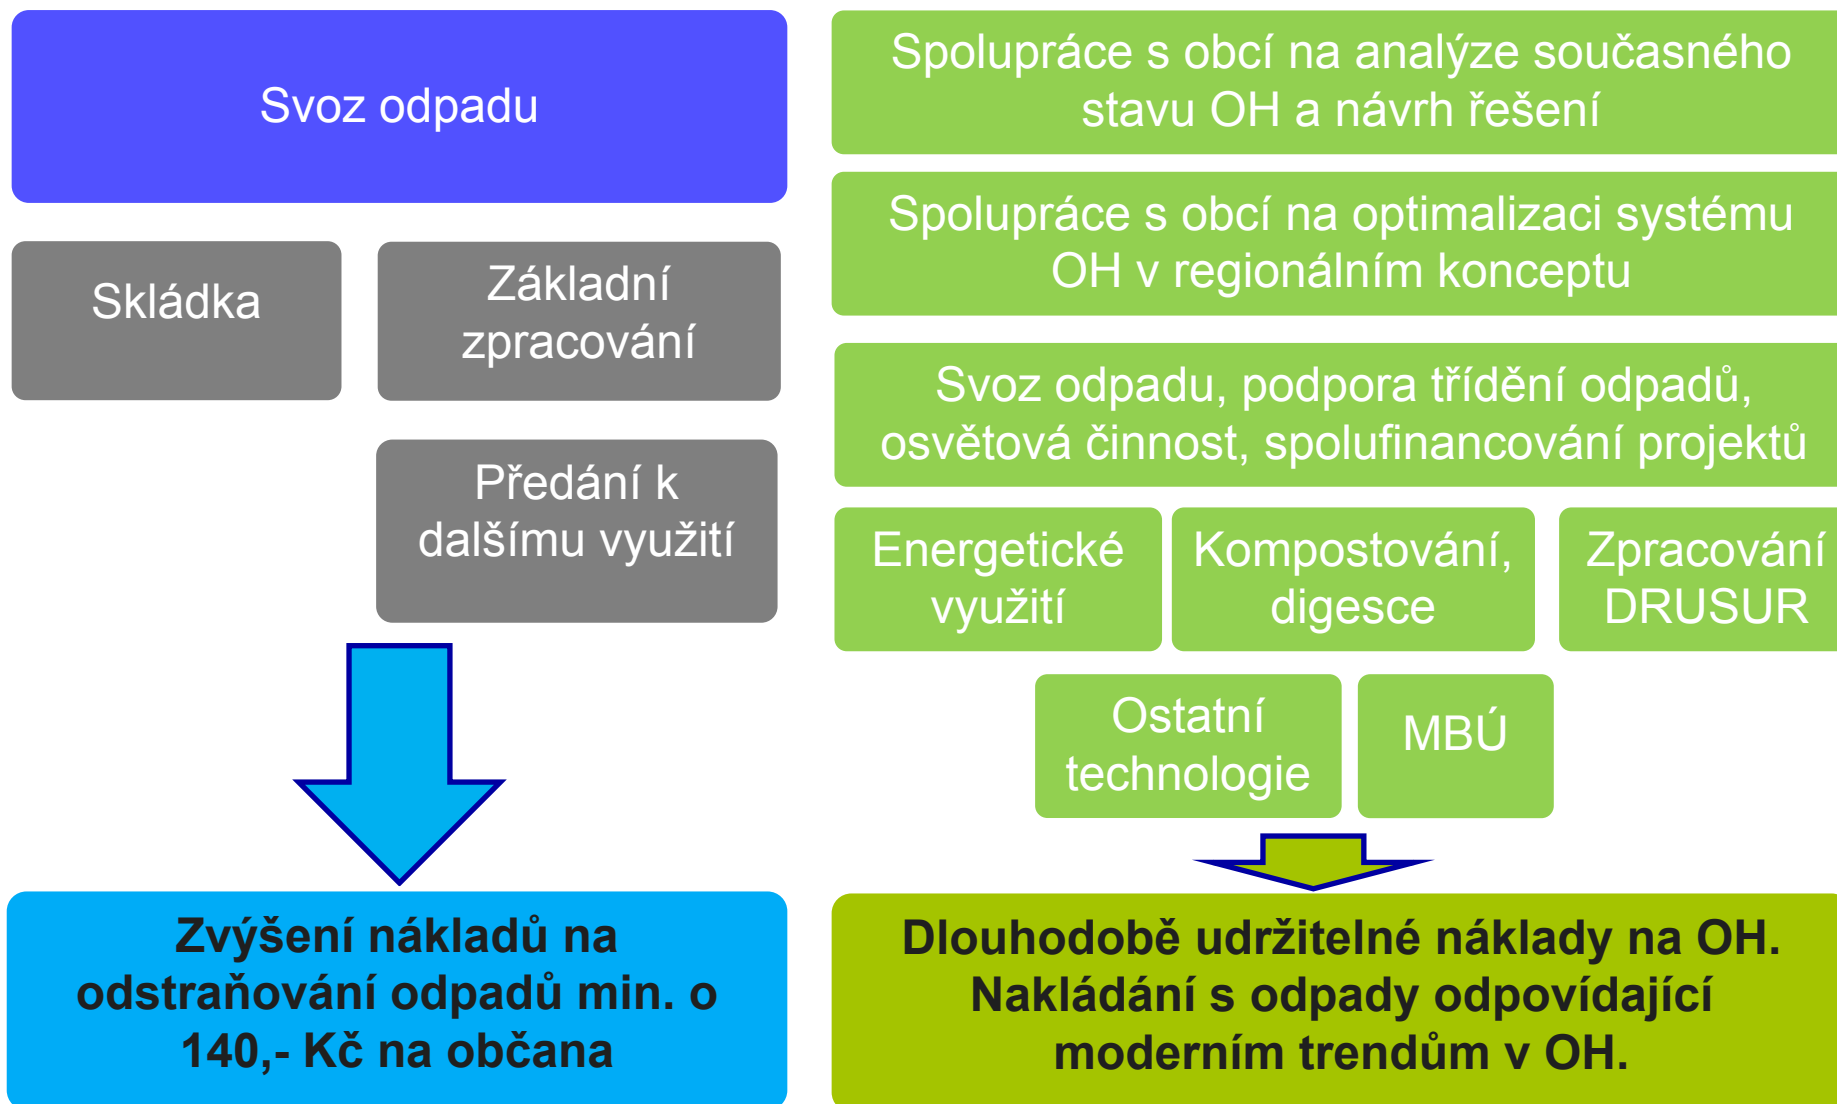 Svoz odpadu
Skládka
Základní
zpracování
Předání k
dalšímu využití
Zvýšení nákladů na
odstraňování odpadů min. o
140,- Kč na občana
Spolupráce s obcí na analýze současného
stavu OH a návrh řešení
Spolupráce s obcí na optimalizaci systému
OH v regionálním konceptu
Svoz odpadu, podpora třídění odpadů,
osvětová činnost, spolufinancování projektů
Energetické
využití
Kompostování,
digesce
Zpracování
DRUSUR
Ostatní
technologie
MBÚ
Dlouhodobě udržitelné náklady na OH.
Nakládání s odpady odpovídající
moderním trendům v OH.